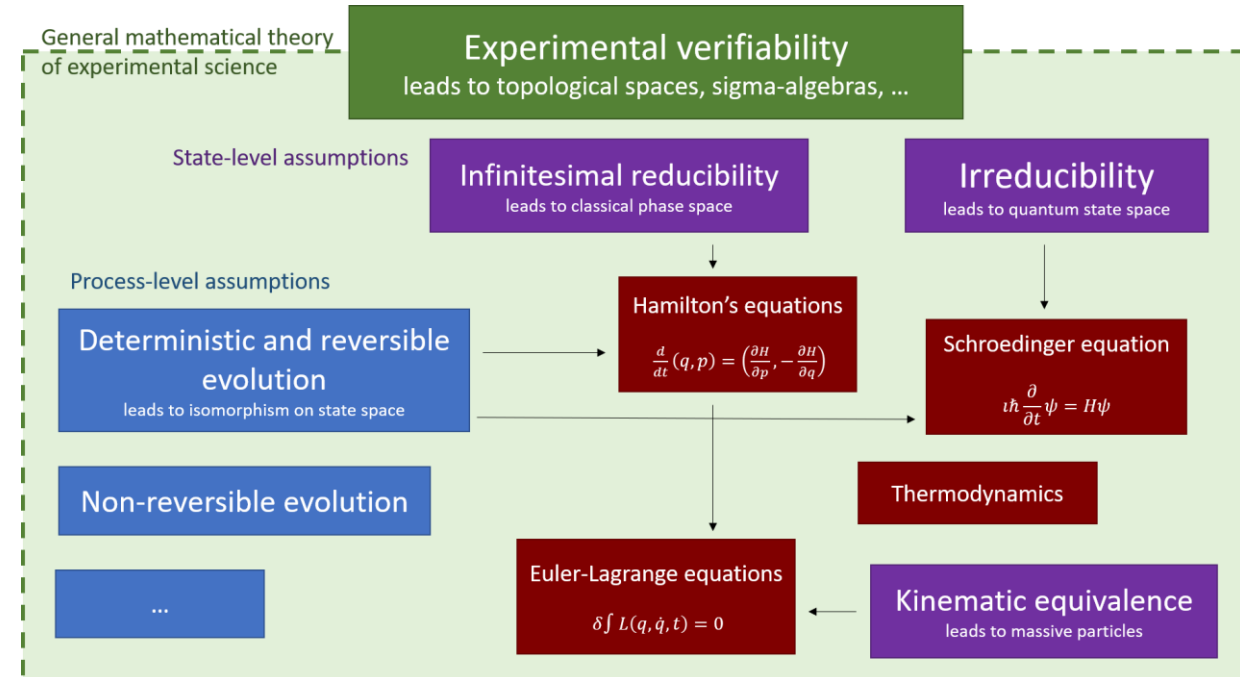 General mathematical theory
of experimental science
Experimental verifiability
leads to topological spaces, sigma-algebras, …
State-level assumptions
Infinitesimal reducibility
leads to classical phase space
Irreducibility
leads to quantum state space
Process-level assumptions
Deterministic and reversible
evolution
leads to isomorphism on state space
Hamilton's equations
d/dt (q, p) = (∂H/∂p, −∂H/∂q)
Schroedinger equation
ıℏ ∂/∂t ψ = Hψ
Non-reversible evolution
Thermodynamics
Euler-Lagrange equations
δ∫ L(q, q̇, t) = 0
…
Kinematic equivalence
leads to massive particles